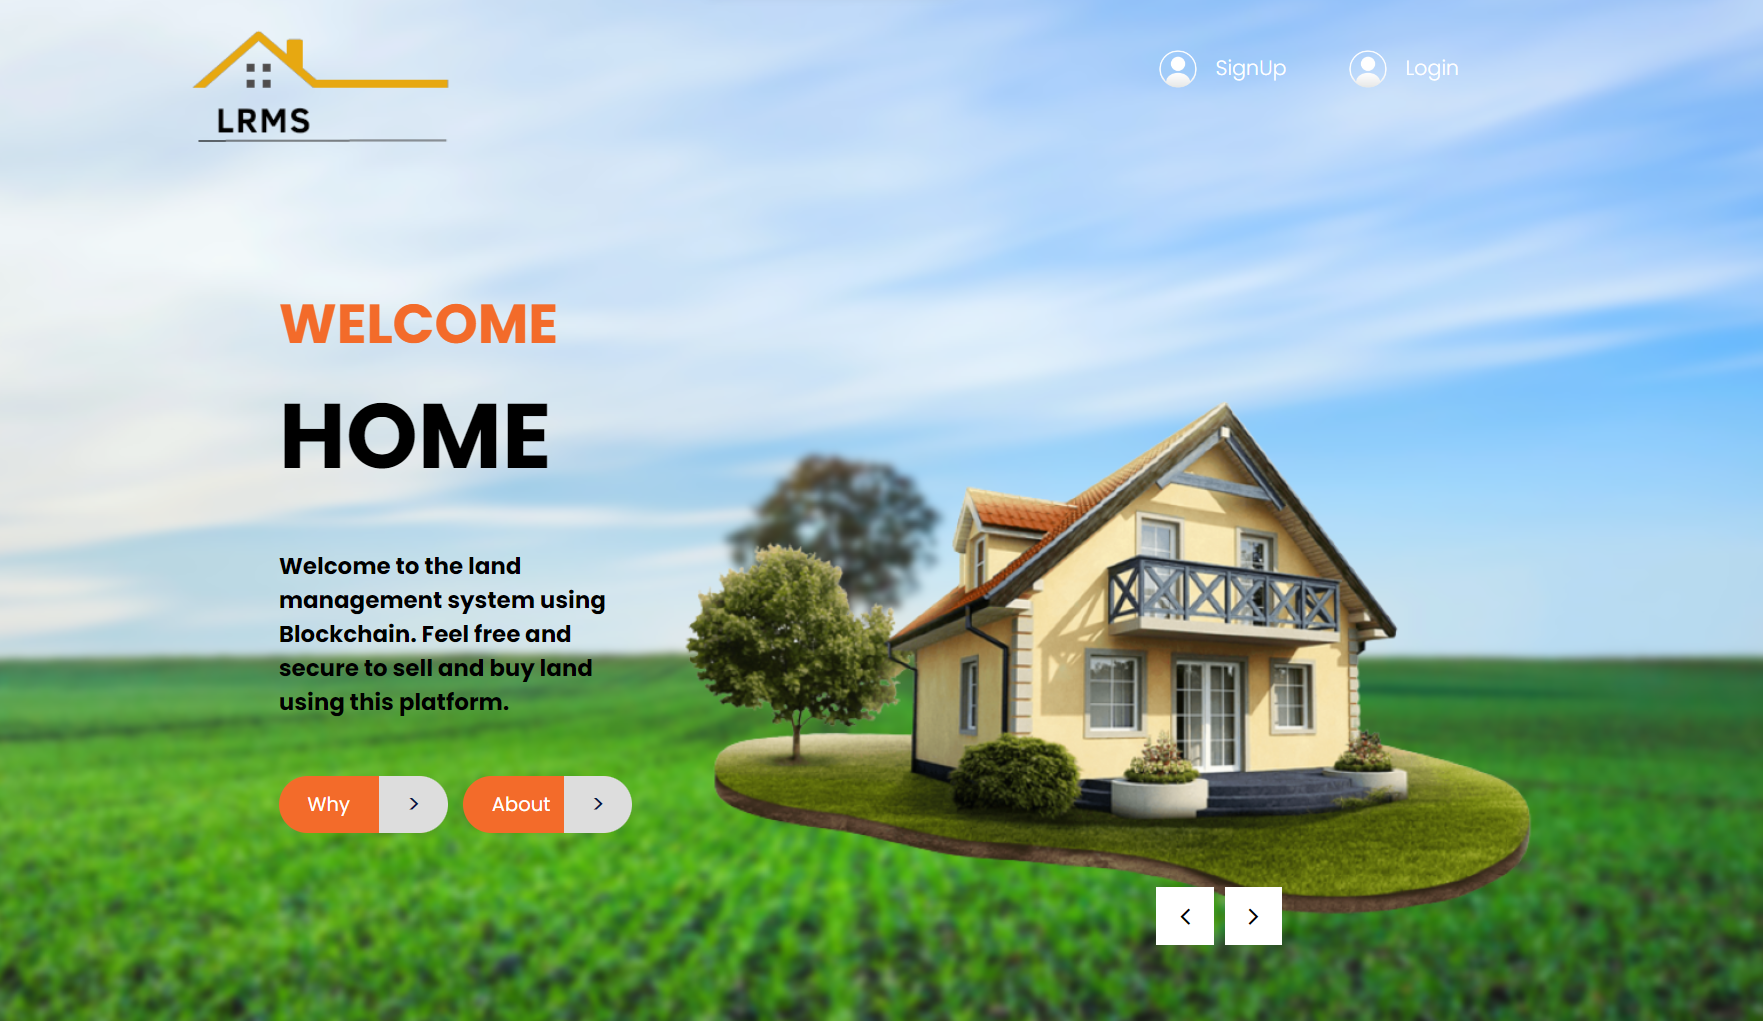 LRMS
SignUp
Login
WELCOME
HOME
Welcome to the land
management system using
Blockchain. Feel free and
secure to sell and buy land
using this platform.
Why >
About >